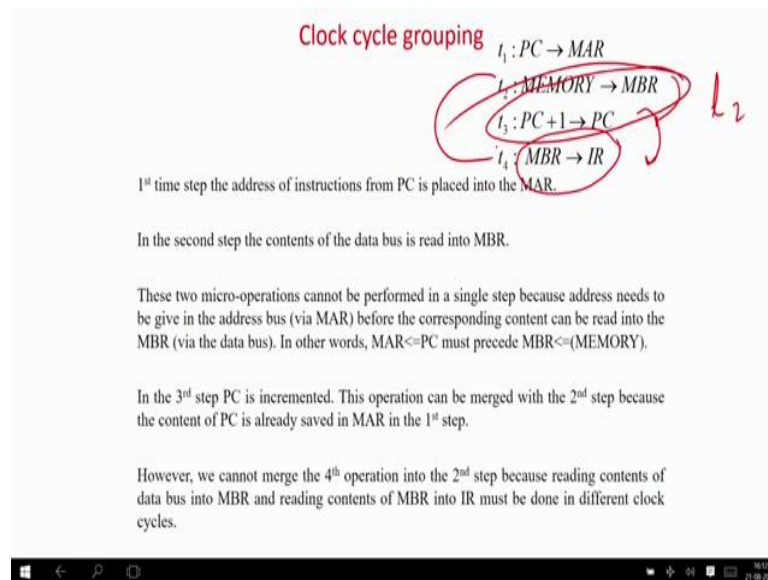 Clock cycle grouping
t₁ : PC → MAR
t₂ : MEMORY → MBR
t₃ : PC +1 → PC
t₄ : MBR → IR
t₂
1st time step the address of instructions from PC is placed into the MAR.
In the second step the contents of the data bus is read into MBR.
These two micro-operations cannot be performed in a single step because address needs to
be give in the address bus (via MAR) before the corresponding content can be read into the
MBR (via the data bus). In other words, MAR<=PC must precede MBR<=(MEMORY).
In the 3rd step PC is incremented. This operation can be merged with the 2nd step because
the content of PC is already saved in MAR in the 1st step.
However, we cannot merge the 4th operation into the 2nd step because reading contents of
data bus into MBR and reading contents of MBR into IR must be done in different clock
cycles.